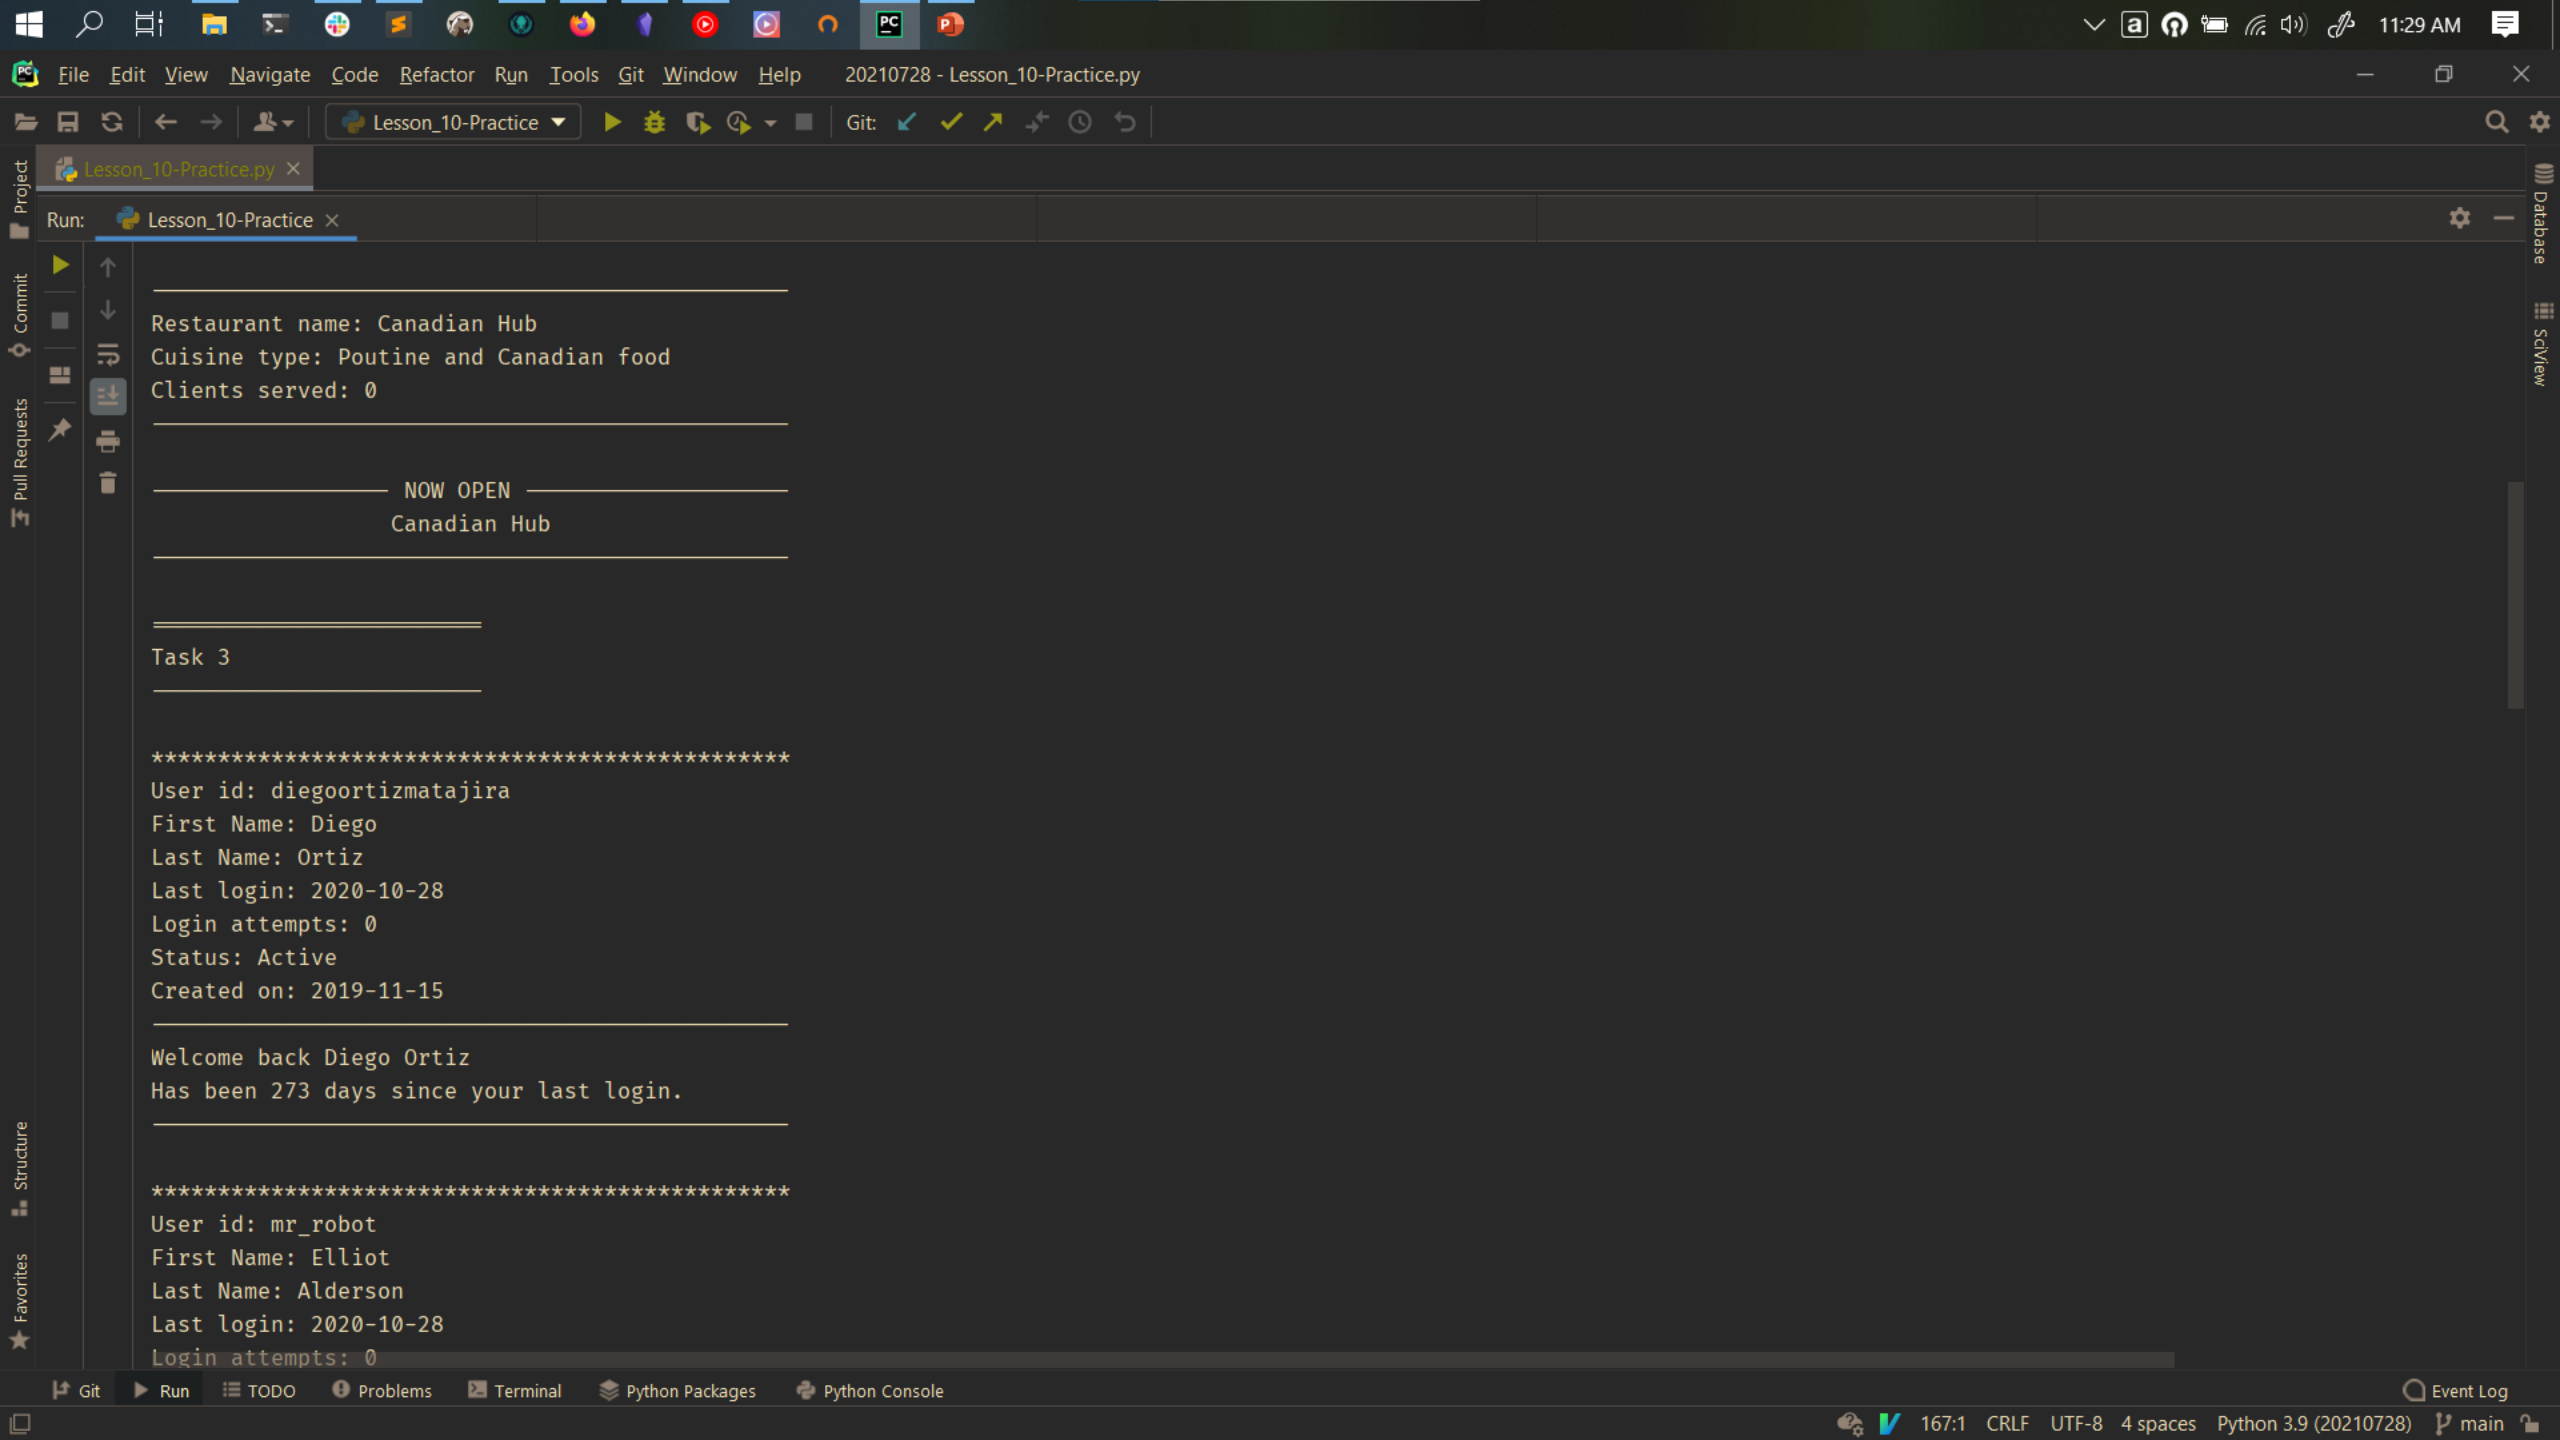 11:29 AM
File Edit View Navigate Code Refactor Run Tools Git Window Help 20210728 - Lesson_10-Practice.py
Lesson_10-Practice Git:
Lesson_10-Practice.py
Run: Lesson_10-Practice
Project
Commit
Pull Requests
Structure
Favorites
Database
SciView
Restaurant name: Canadian Hub
Cuisine type: Poutine and Canadian food
Clients served: 0
NOW OPEN
Canadian Hub
Task 3
************************************************
User id: diegoortizmatajira
First Name: Diego
Last Name: Ortiz
Last login: 2020-10-28
Login attempts: 0
Status: Active
Created on: 2019-11-15
Welcome back Diego Ortiz
Has been 273 days since your last login.
************************************************
User id: mr_robot
First Name: Elliot
Last Name: Alderson
Last login: 2020-10-28
Login attempts: 0
Git Run TODO Problems Terminal Python Packages Python Console Event Log
167:1 CRLF UTF-8 4 spaces Python 3.9 (20210728) main